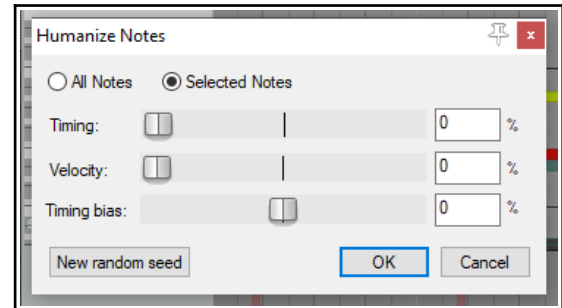 Humanize Notes
All Notes Selected Notes
Timing: 0 %
Velocity: 0 %
Timing bias: 0 %
New random seed OK Cancel